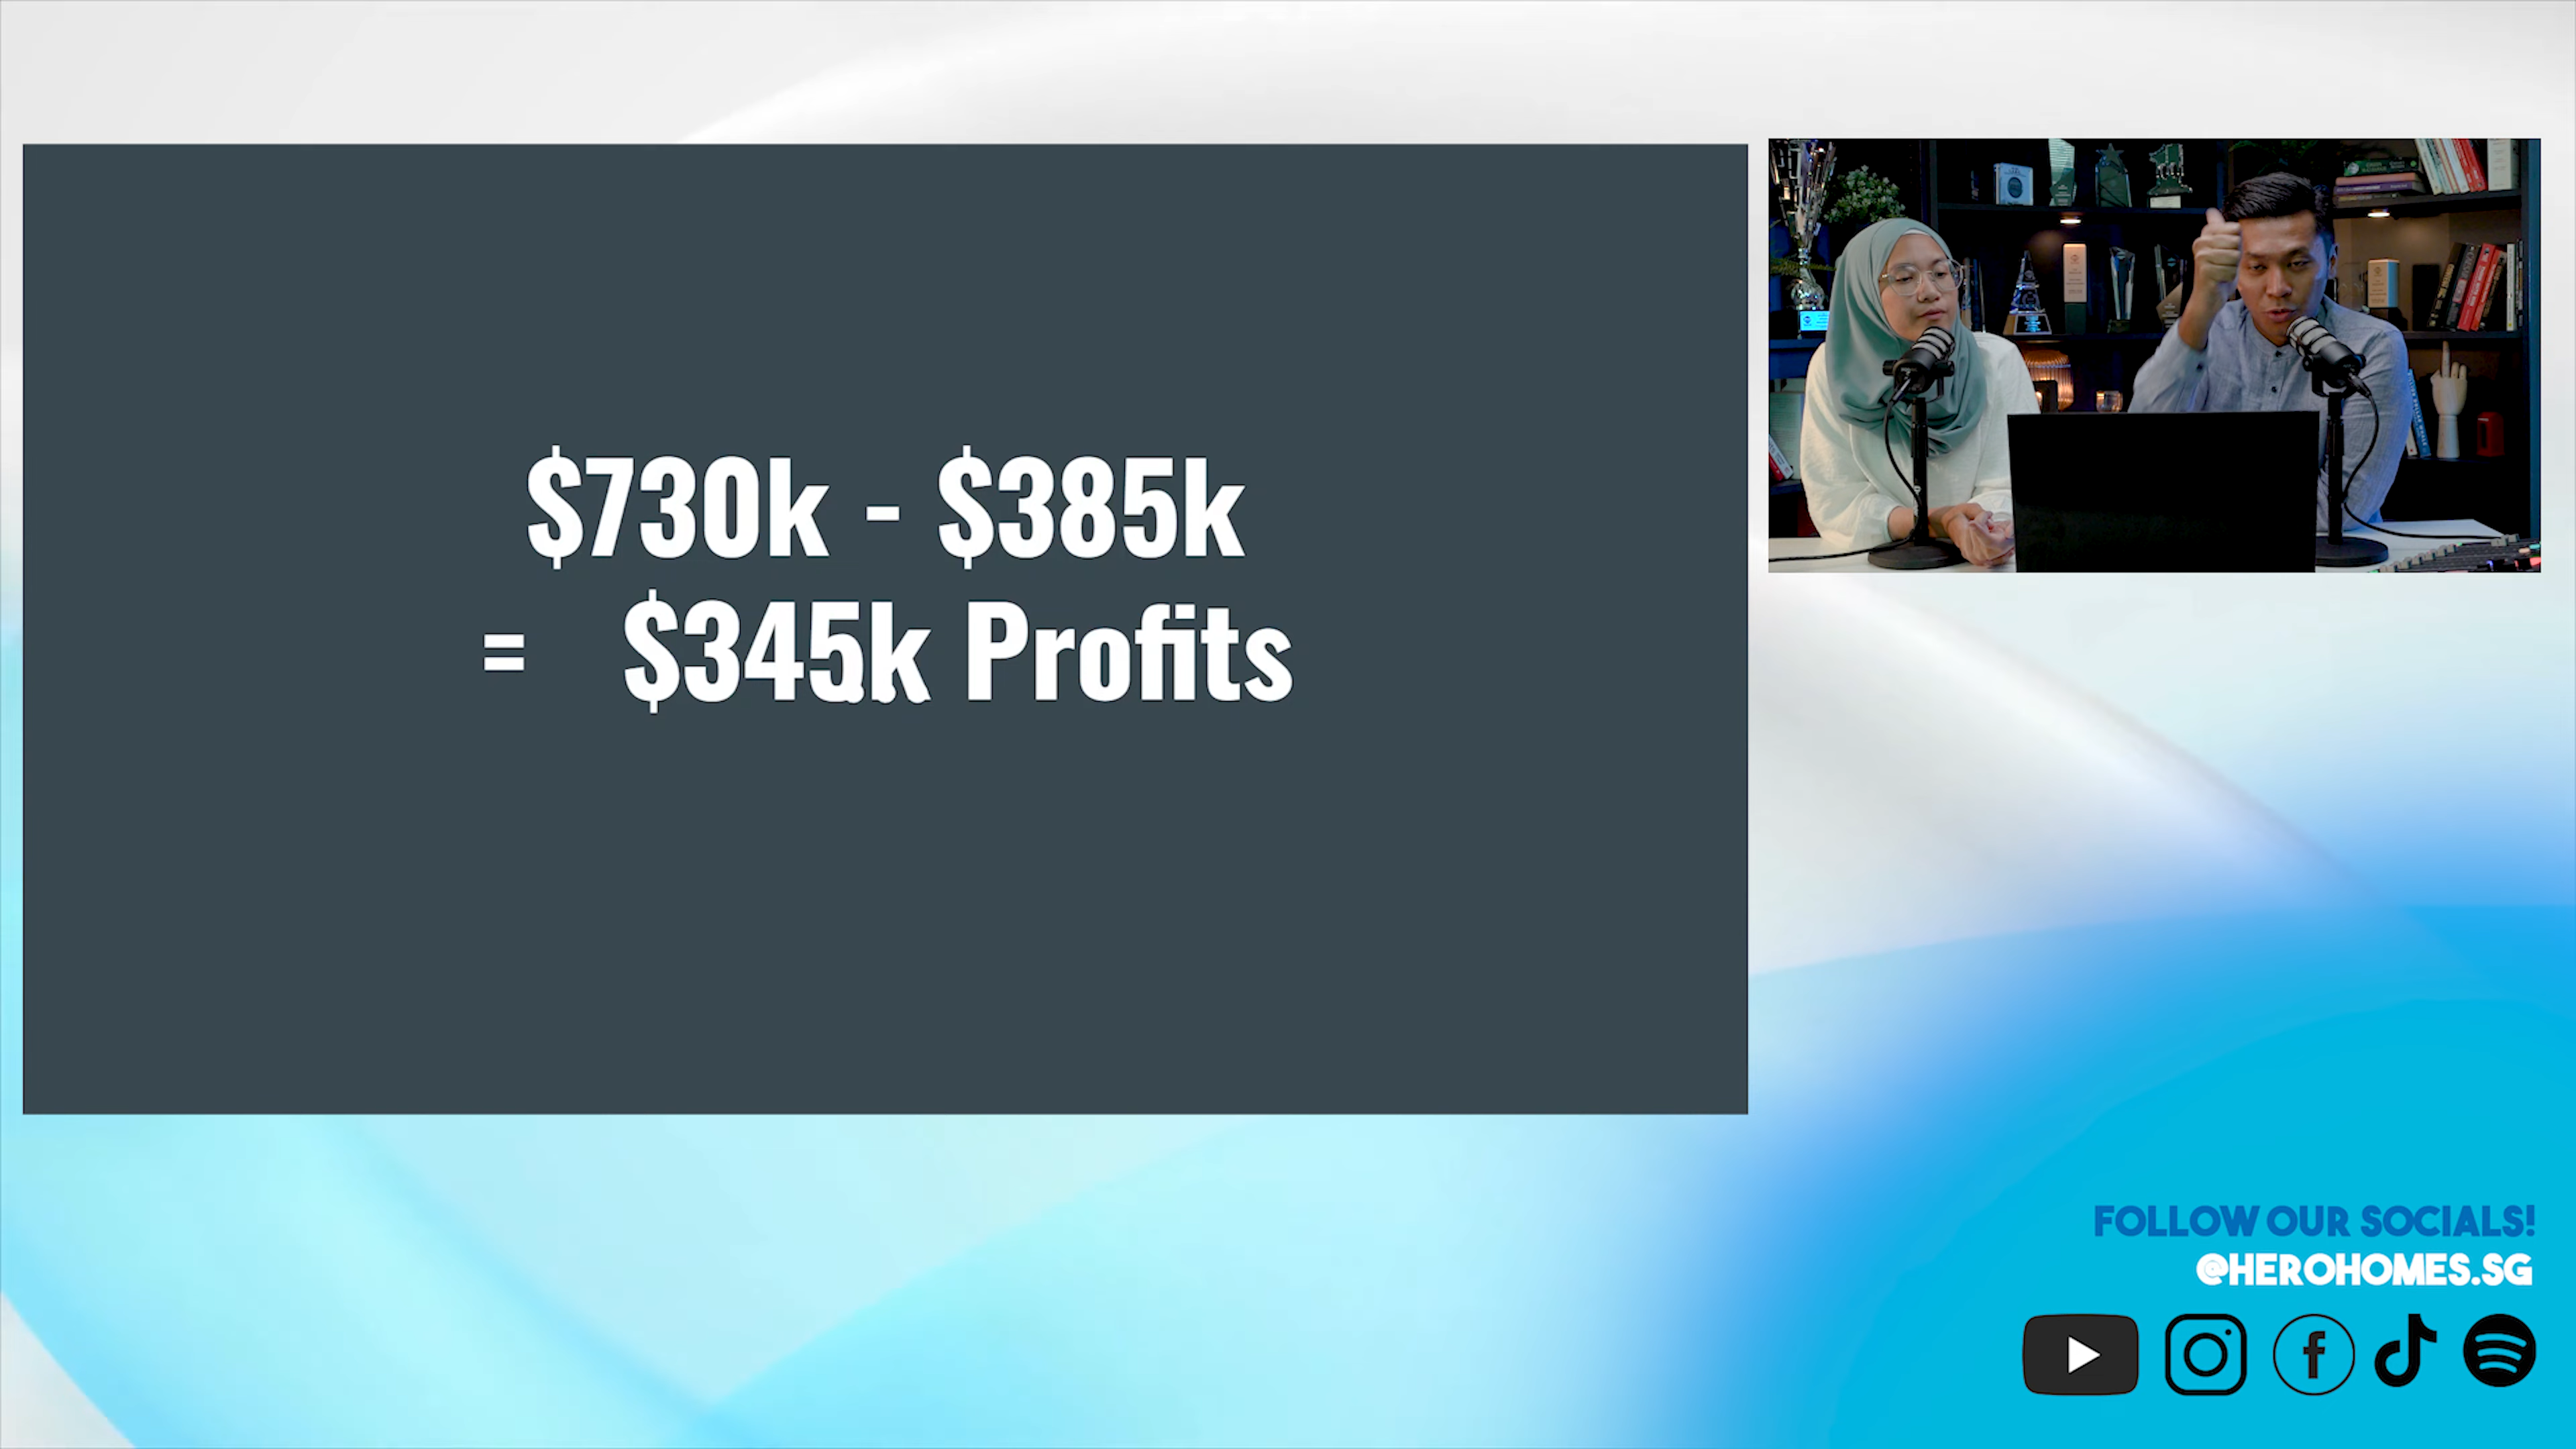 $730k - $385k
= $345k Profits
FOLLOW OUR SOCIALS!
@HEROHOMES.SG